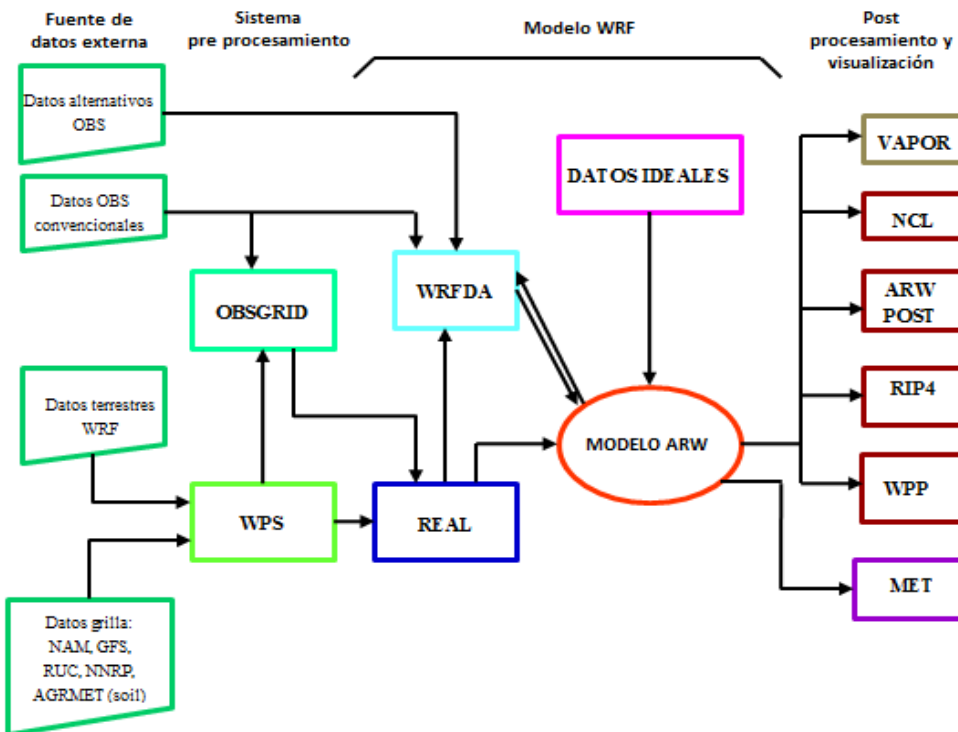 Fuente de
datos externa
Sistema
pre procesamiento
Modelo WRF
Post
procesamiento y
visualización
Datos alternativos
OBS
Datos OBS
convencionales
Datos terrestres
WRF
Datos grilla:
NAM, GFS,
RUC, NNRP,
AGRMET (soil)
OBSGRID
WPS
WRFDA
REAL
DATOS IDEALES
MODELO ARW
VAPOR
NCL
ARW
POST
RIP4
WPP
MET